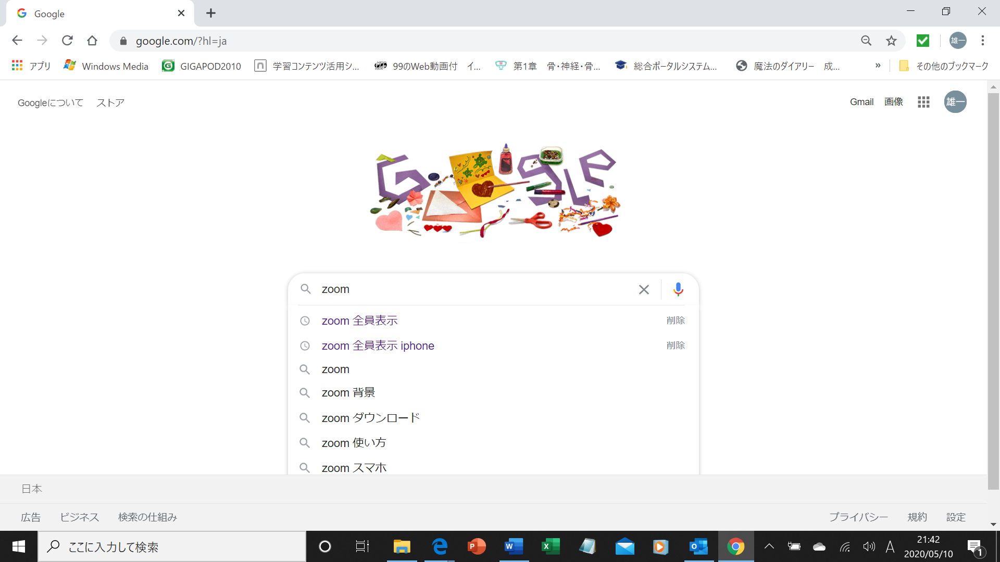 Google
google.com/?hl=ja
雄一
アプリ
Windows Media
GIGAPOD2010
学習コンテンツ活用シ...
99のWeb動画付 イ...
第1章 骨・神経・骨...
総合ポータルシステム...
魔法のダイアリー 成...
»
その他のブックマーク
Googleについて
ストア
Gmail
画像
雄一
Google
zoom
zoom 全員表示 削除
zoom 全員表示 iphone 削除
zoom
zoom 背景
zoom ダウンロード
zoom 使い方
zoom スマホ
日本
広告
ビジネス
検索の仕組み
プライバシー
規約
設定
ここに入力して検索
A
21:42
2020/05/10
1